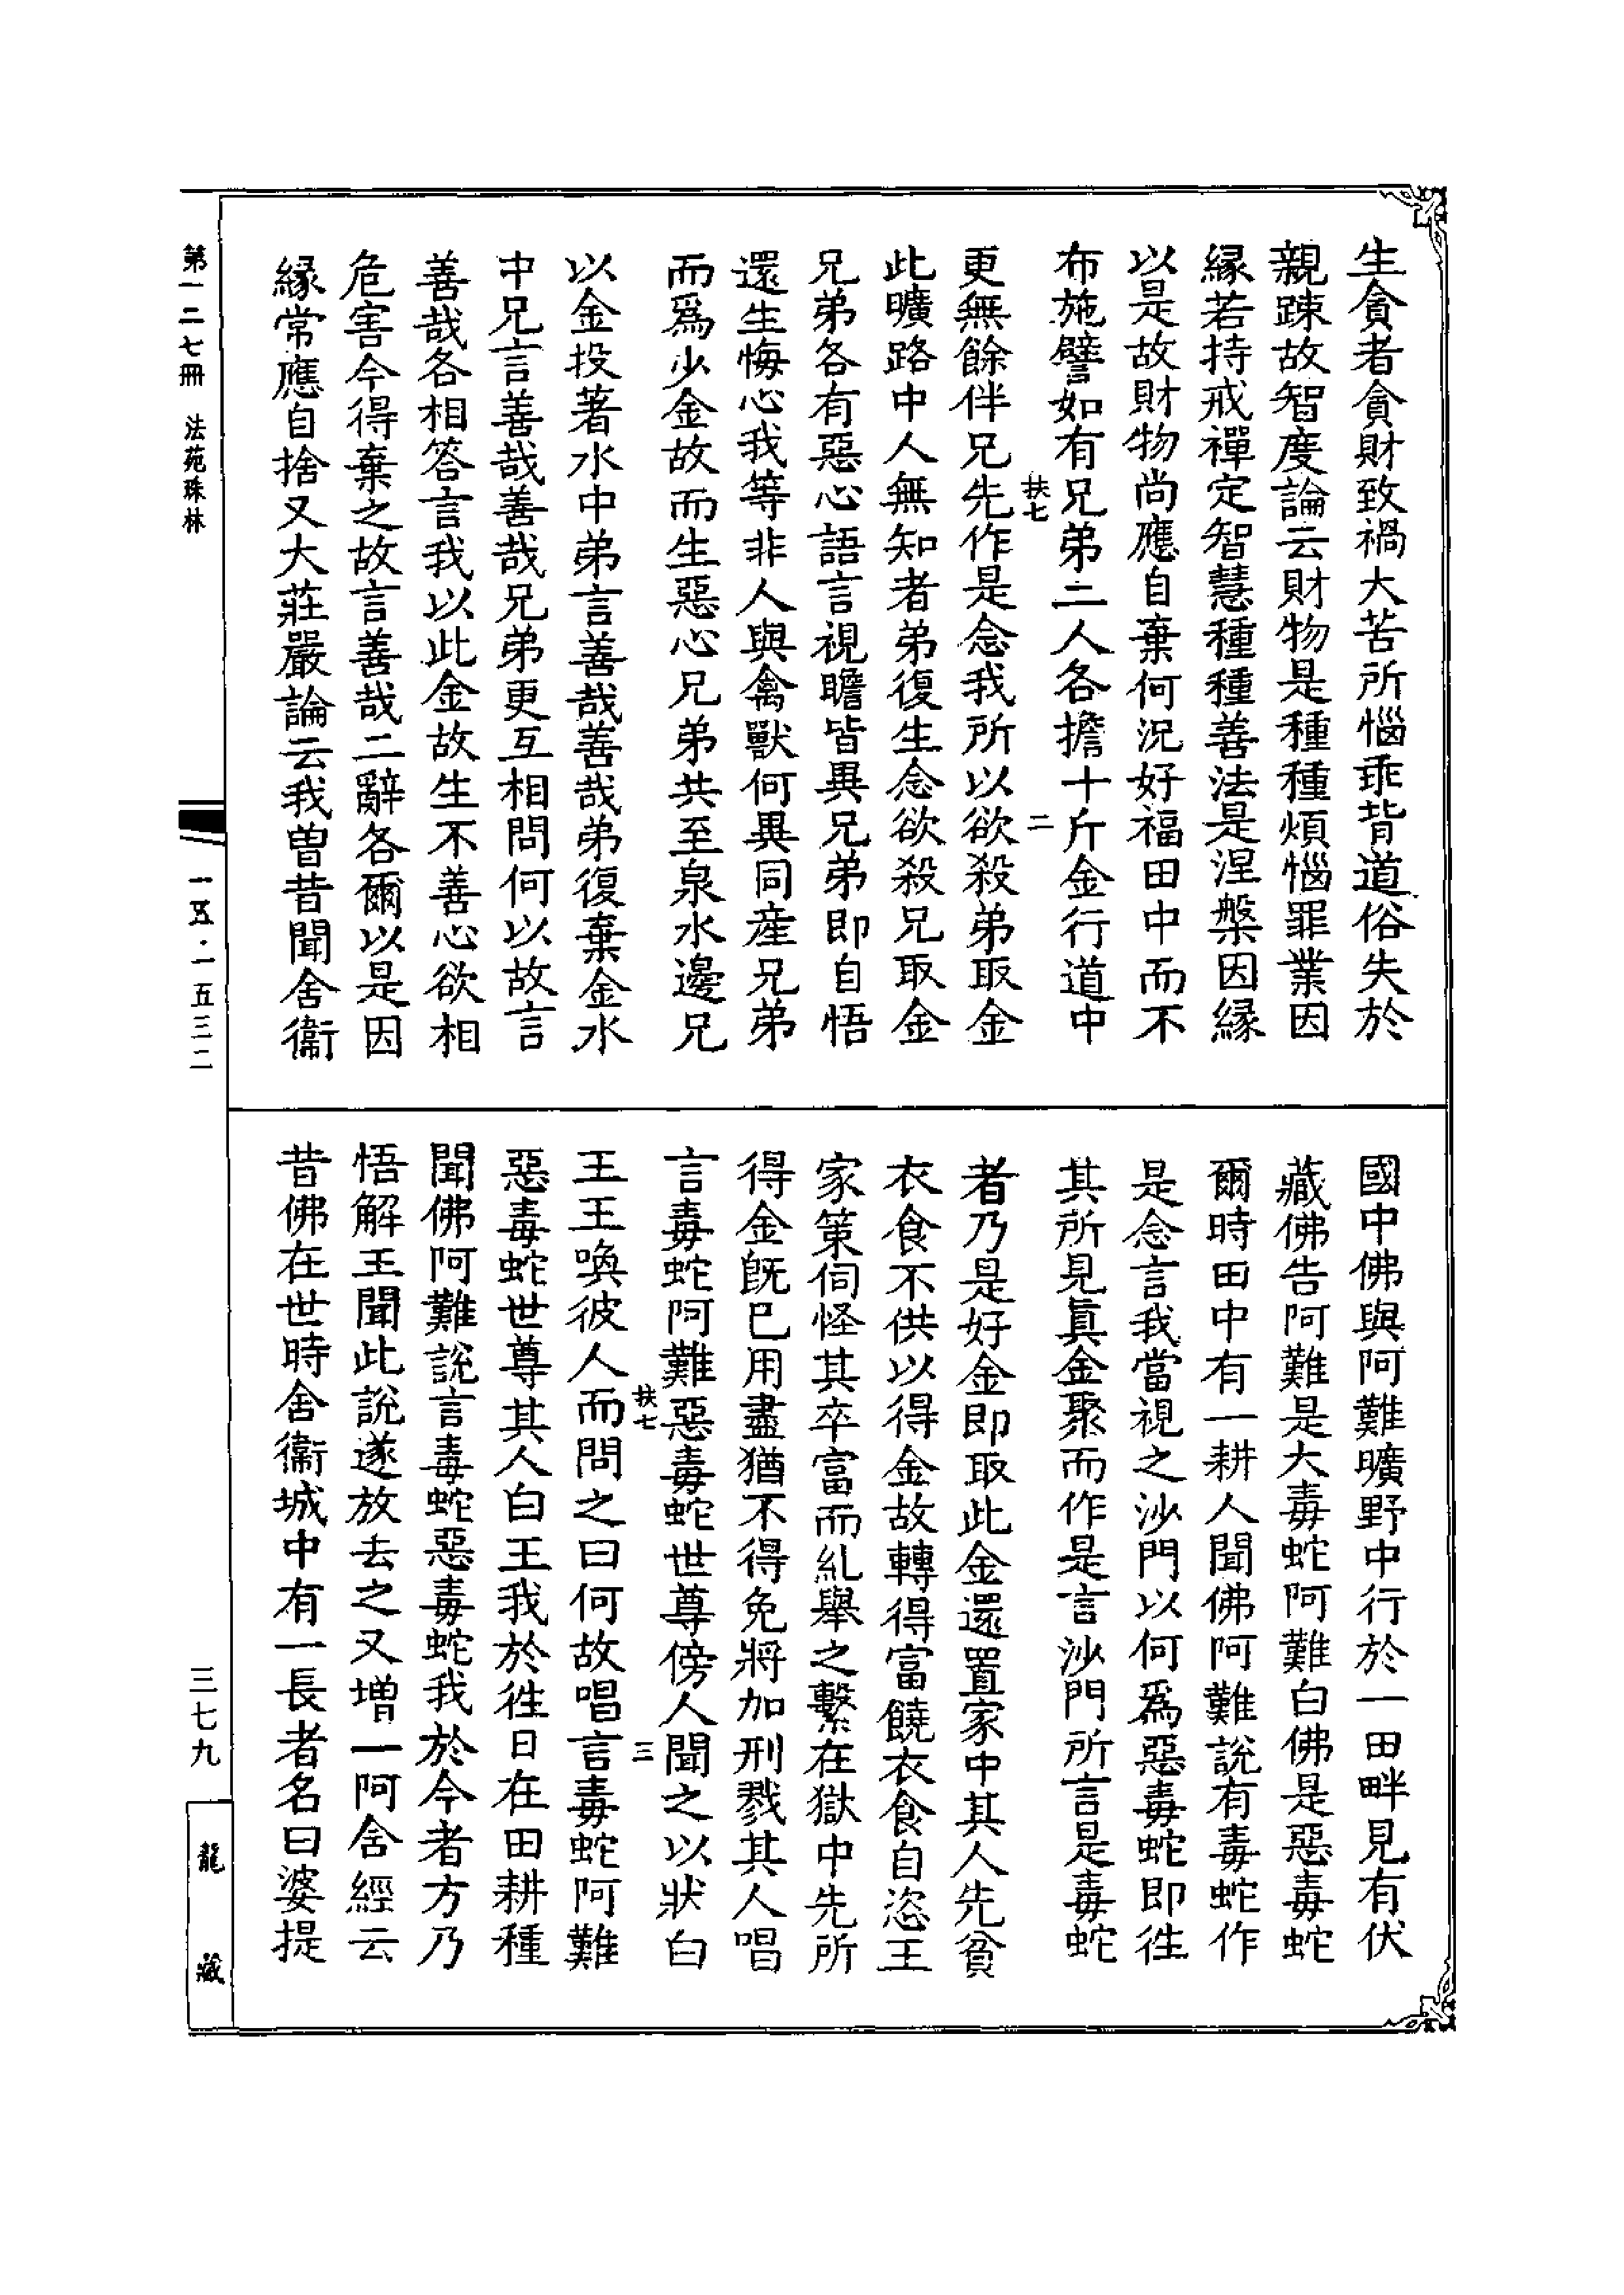 生貪者貪財致禍大苦所惱乖背道俗失於
親踈故智度論云財物是種種煩惱罪業因
縁若持戒禪定智慧種種善法是涅槃因縁
以是故財物尚應自棄何況好福田中而不
布施譬如有兄弟二人各擔十斤金行道中
扶七 二
更無餘伴兄先作是念我所以欲殺弟取金
此曠路中人無知者弟復生念欲殺兄取金
兄弟各有惡心語言視瞻皆異兄弟即自悟
還生悔心我等非人與禽獸何異同産兄弟
而爲少金故而生惡心兄弟共至泉水邊兄
以金投著水中弟言善哉善哉弟復棄金水
中兄言善哉善哉兄弟更互相問何以故言
善哉各相答言我以此金故生不善心欲相
危害今得棄之故言善哉二辭各爾以是因
縁常應自捨又大莊嚴論云我曽昔聞舍衞
國中佛與阿難曠野中行於一田畔見有伏
藏佛告阿難是大毒蛇阿難白佛是惡毒蛇
爾時田中有一耕人聞佛阿難說有毒蛇作
是念言我當視之沙門以何爲惡毒蛇即徃
其所見眞金聚而作是言沙門所言是毒蛇
者乃是好金即取此金還置家中其人先貧
衣食不供以得金故轉得富饒衣食自恣王
家策伺怪其卒富而糺舉之繫在獄中先所
得金旣已用盡猶不得免將加刑戮其人唱
言毒蛇阿難惡毒蛇世尊傍人聞之以狀白
扶七 三
王王喚彼人而問之曰何故唱言毒蛇阿難
惡毒蛇世尊其人白王我於徃日在田耕種
聞佛阿難說言毒蛇惡毒蛇我於今者方乃
悟解王聞此說遂放去之又增一阿含經云
昔佛在世時舍衞城中有一長者名曰婆提
第一二七冊 法苑珠林
一五·一五三二
三七九
龍藏